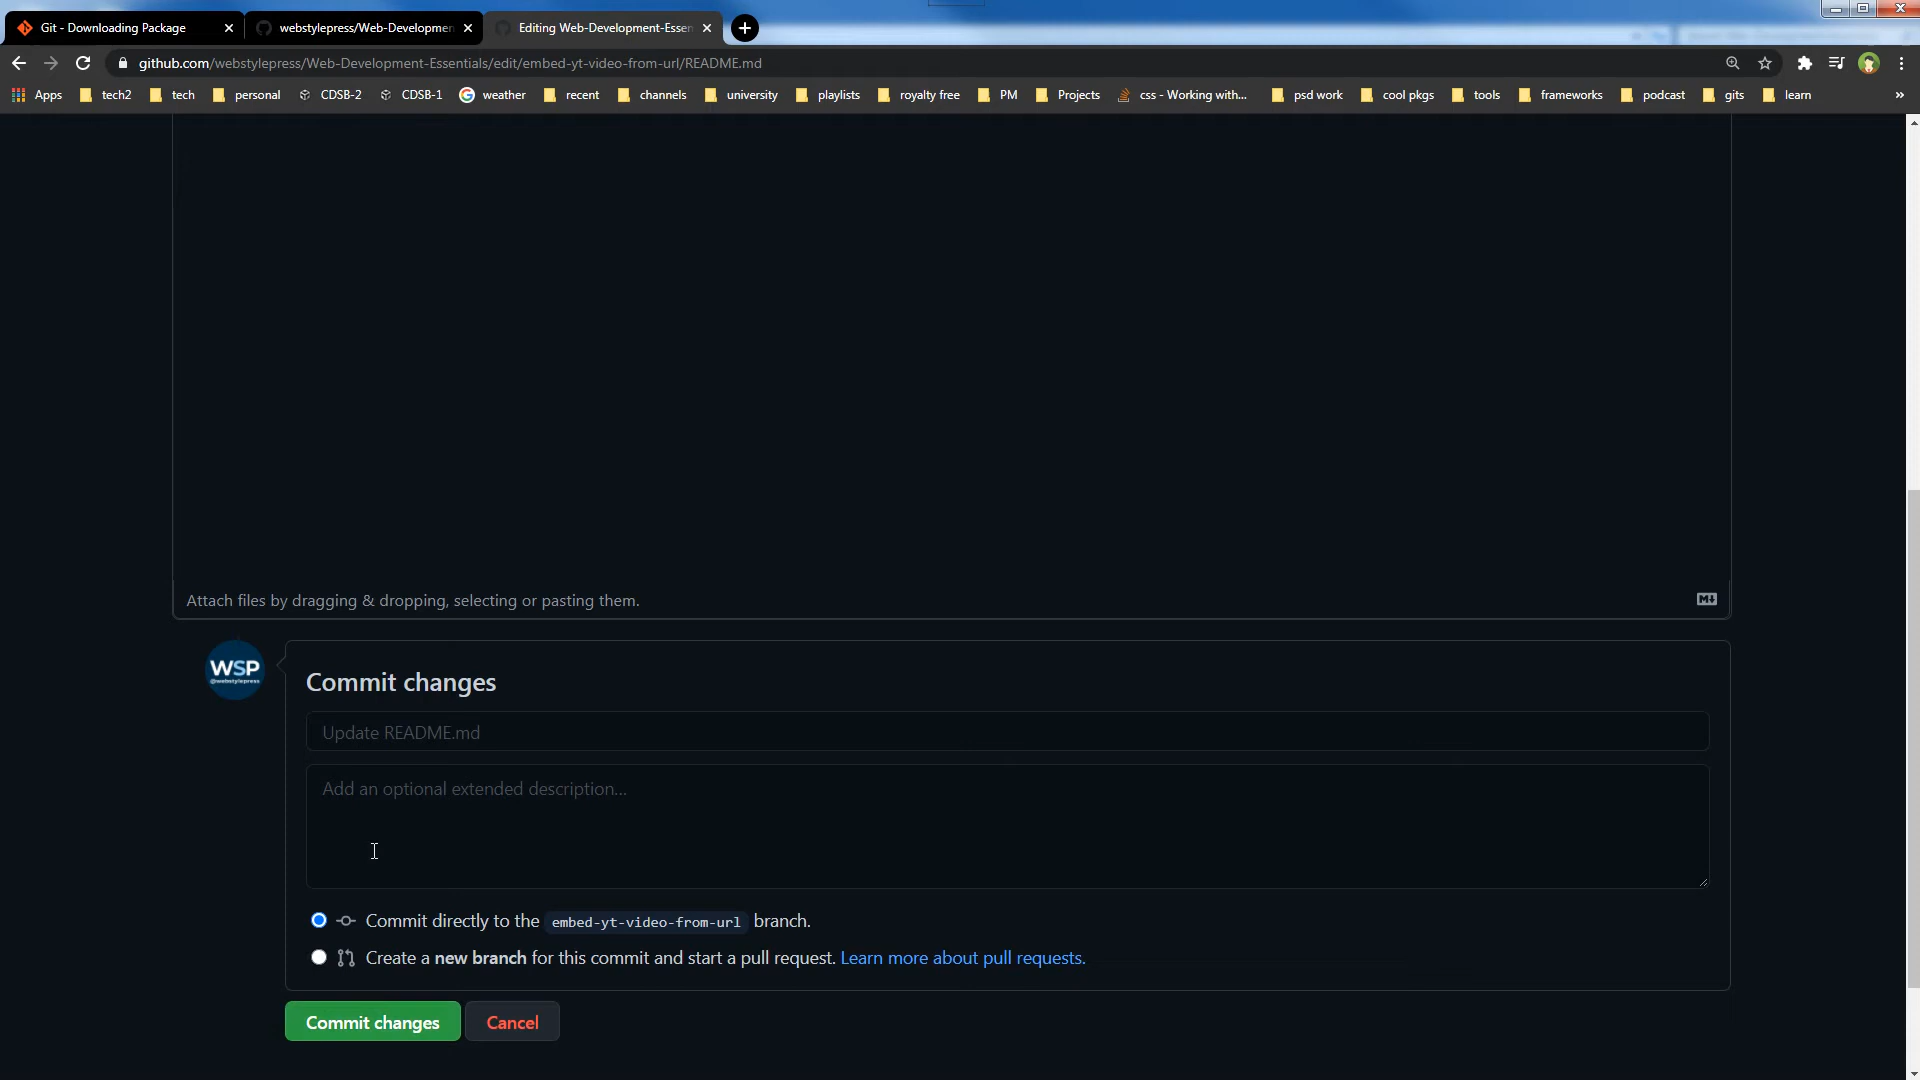 Git - Downloading Package
webstylepress/Web-Developmen
Editing Web-Development-Essen
github.com/webstylepress/Web-Development-Essentials/edit/embed-yt-video-from-url/README.md
Apps tech2 tech personal CDSB-2 CDSB-1 weather recent channels university playlists royalty free PM Projects css - Working with... psd work cool pkgs tools frameworks podcast gits learn »
Attach files by dragging & dropping, selecting or pasting them.
WSP
@webstylepress
Commit changes
Update README.md
Add an optional extended description...
Commit directly to the embed-yt-video-from-url branch.
Create a new branch for this commit and start a pull request. Learn more about pull requests.
Commit changes Cancel